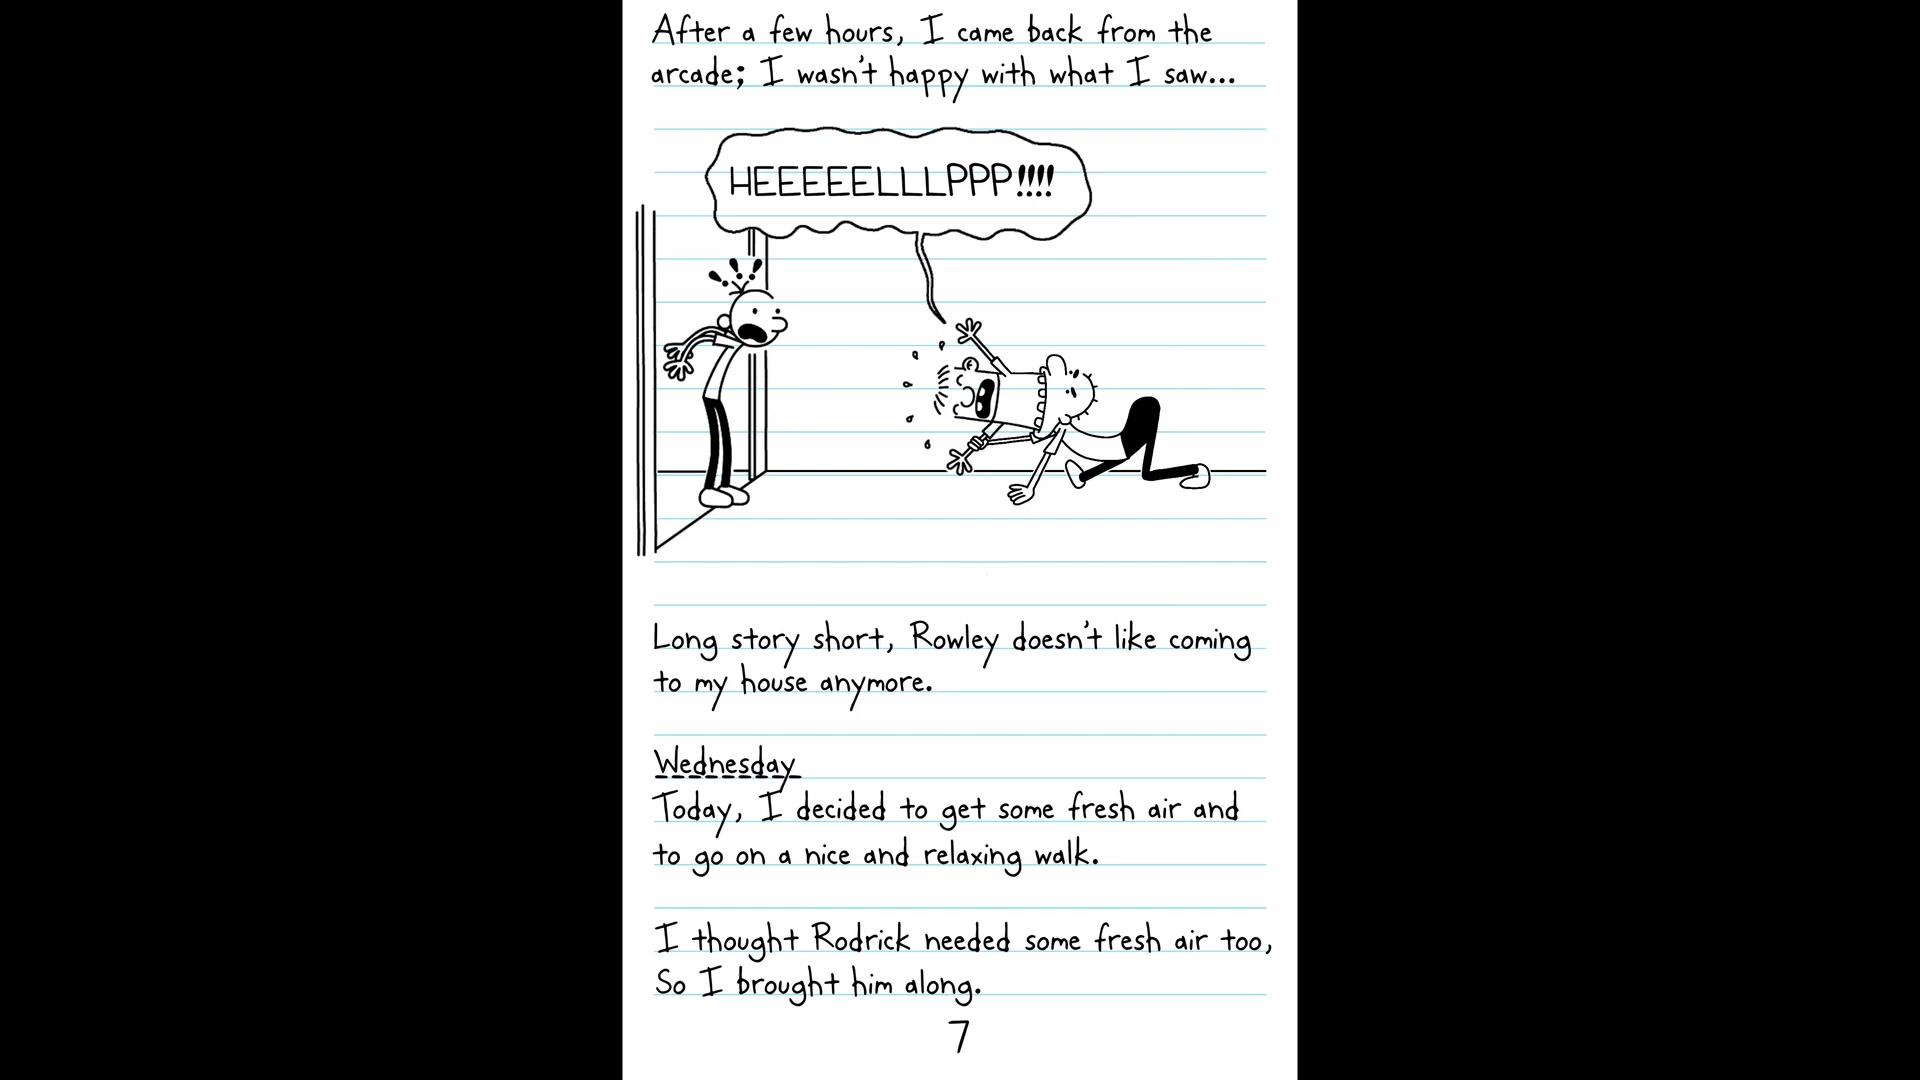 After a few hours, I came back from the
arcade; I wasn't happy with what I saw...
HEEEEELLLPPP!!!!
Long story short, Rowley doesn't like coming
to my house anymore.
Wednesday
Today, I decided to get some fresh air and
to go on a nice and relaxing walk.
I thought Rodrick needed some fresh air too,
So I brought him along.
7